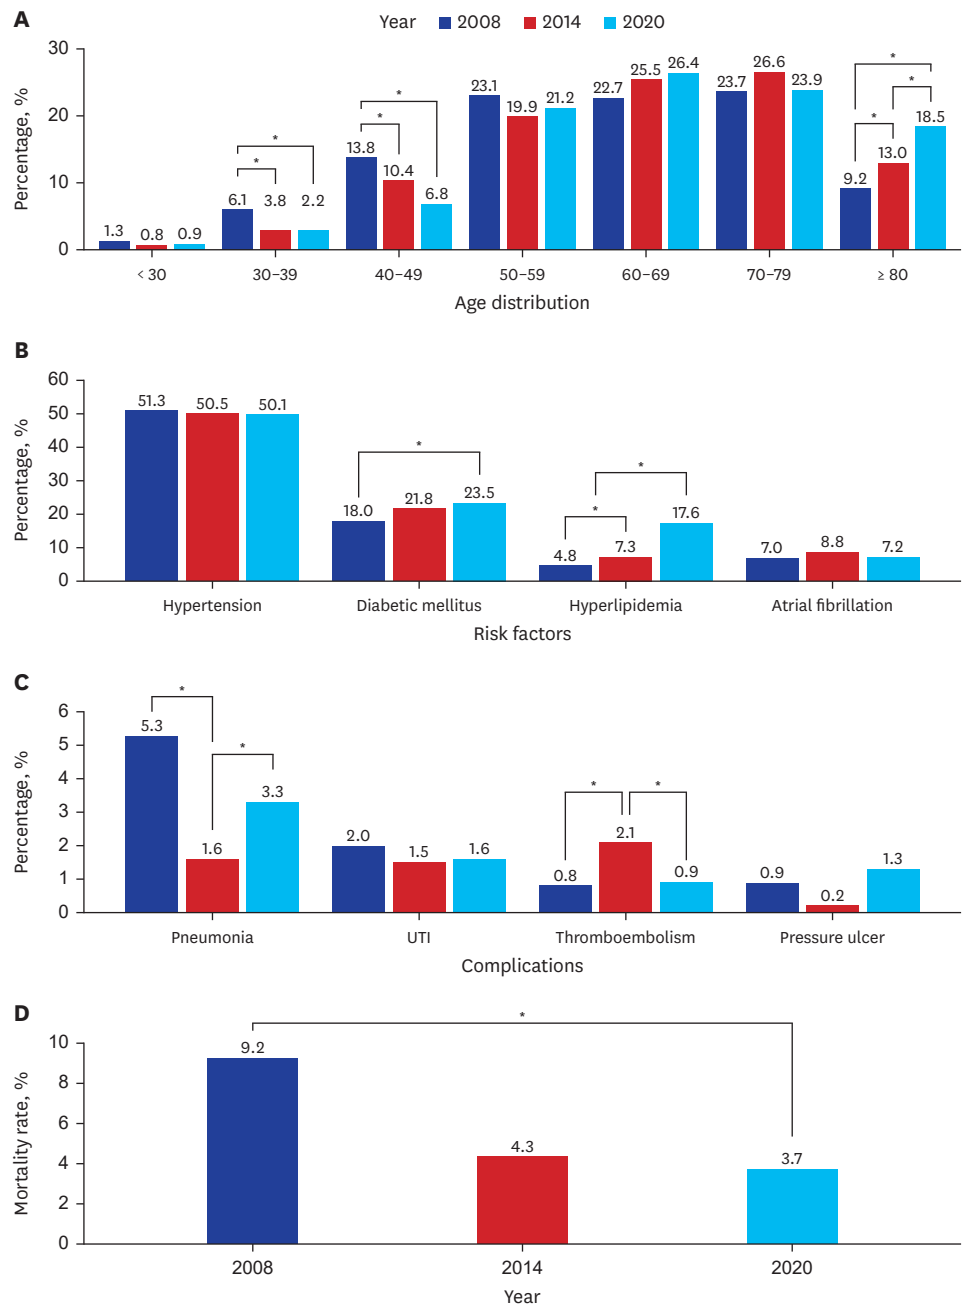 A
Year 2008 2014 2020
Percentage, %
30
20
10
0
1.3 0.8 0.9
6.1 3.8 2.2
13.8 10.4 6.8
23.1 19.9 21.2
22.7 25.5 26.4
23.7 26.6 23.9
9.2 13.0 18.5
* * * * * * *
< 30 30–39 40–49 50–59 60–69 70–79 ≥ 80
Age distribution
B
Percentage, %
60
50
40
30
20
10
0
51.3 50.5 50.1
18.0 21.8 23.5
4.8 7.3 17.6
7.0 8.8 7.2
* * *
Hypertension Diabetic mellitus Hyperlipidemia Atrial fibrillation
Risk factors
C
Percentage, %
6
5
4
3
2
1
0
5.3 1.6 3.3
2.0 1.5 1.6
0.8 2.1 0.9
0.9 0.2 1.3
* * * *
Pneumonia UTI Thromboembolism Pressure ulcer
Complications
D
Mortality rate, %
10
8
6
4
2
0
*
9.2 4.3 3.7
2008 2014 2020
Year